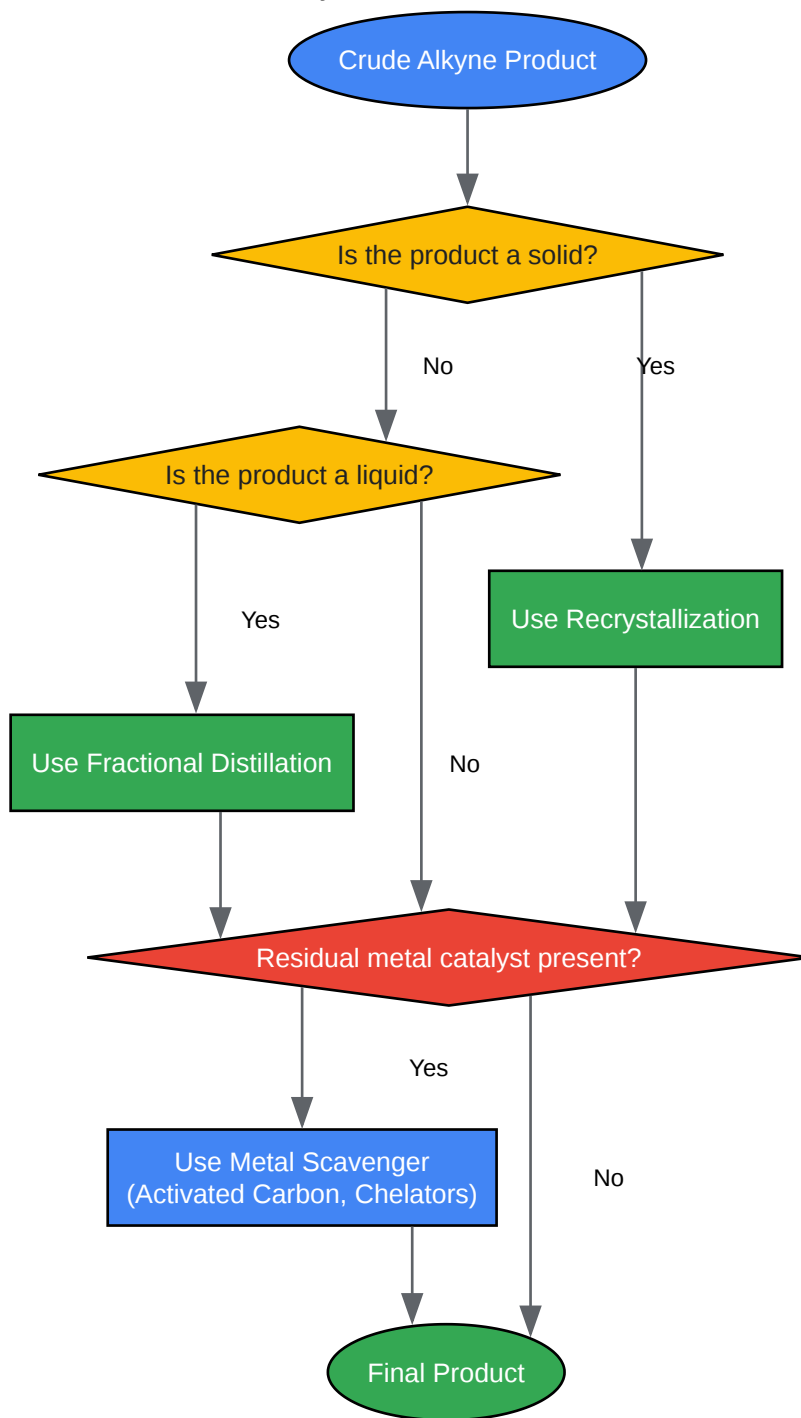 Crude Alkyne Product
Is the product a solid?
No
Yes
Is the product a liquid?
Yes
Use Recrystallization
Use Fractional Distillation
No
Residual metal catalyst present?
Yes
Use Metal Scavenger
(Activated Carbon, Chelators)
No
Final Product